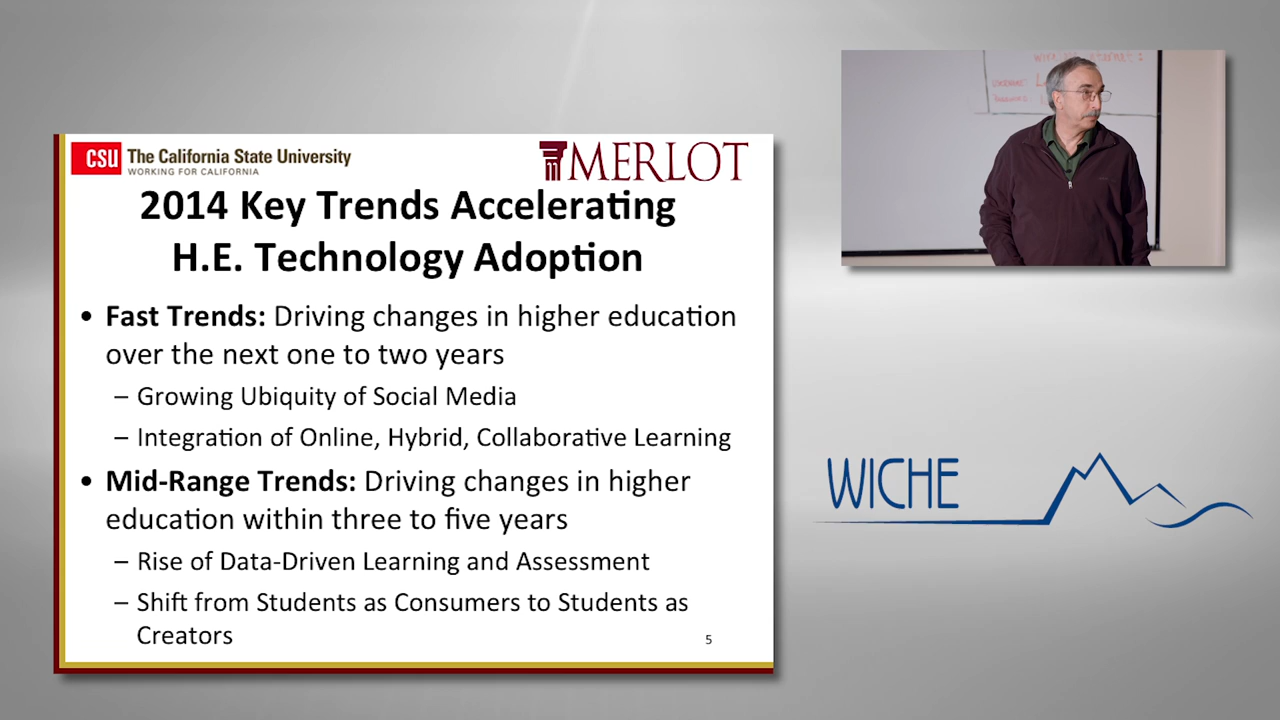 CSU The California State University
WORKING FOR CALIFORNIA
MERLOT
2014 Key Trends Accelerating
H.E. Technology Adoption
• Fast Trends: Driving changes in higher education
over the next one to two years
– Growing Ubiquity of Social Media
– Integration of Online, Hybrid, Collaborative Learning
• Mid-Range Trends: Driving changes in higher
education within three to five years
– Rise of Data-Driven Learning and Assessment
– Shift from Students as Consumers to Students as
Creators
5
WICHE